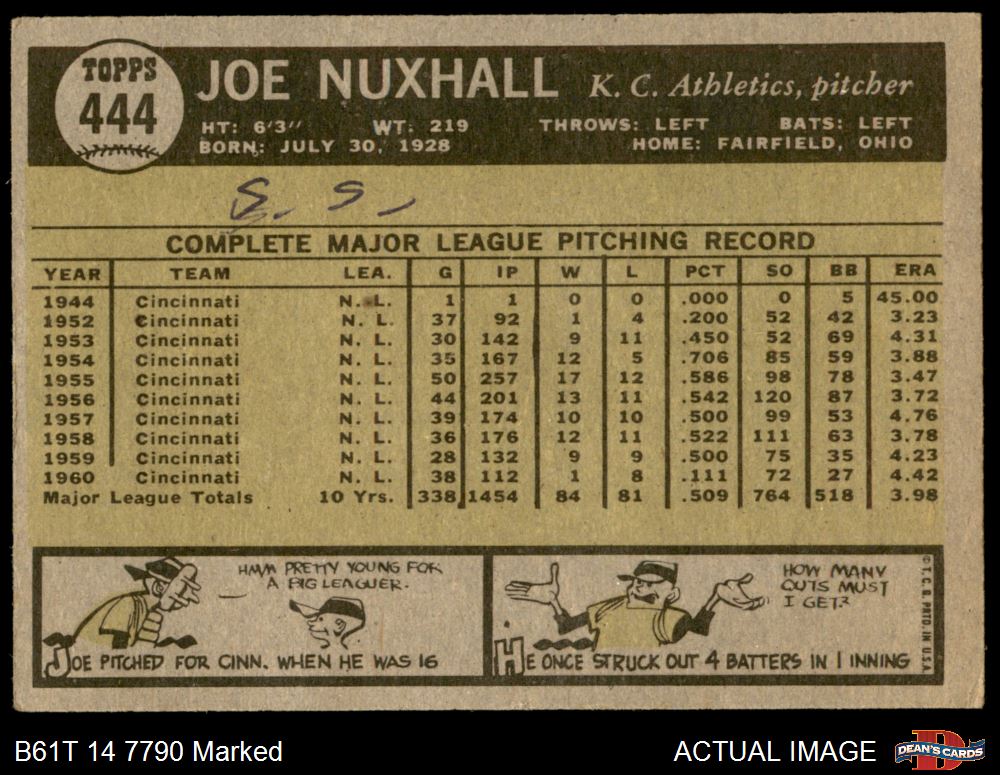 TOPPS
444
JOE NUXHALL K. C. Athletics, pitcher
HT: 6'3" WT: 219 THROWS: LEFT BATS: LEFT
BORN: JULY 30, 1928 HOME: FAIRFIELD, OHIO
S. S.
COMPLETE MAJOR LEAGUE PITCHING RECORD
YEAR TEAM LEA. G IP W L PCT SO BB ERA
1944 Cincinnati N. L. 1 1 0 0 .000 0 5 45.00
1952 Cincinnati N. L. 37 92 1 4 .200 52 42 3.23
1953 Cincinnati N. L. 30 142 9 11 .450 52 69 4.31
1954 Cincinnati N. L. 35 167 12 5 .706 85 59 3.88
1955 Cincinnati N. L. 50 257 17 12 .586 98 78 3.47
1956 Cincinnati N. L. 44 201 13 11 .542 120 87 3.72
1957 Cincinnati N. L. 39 174 10 10 .500 99 53 4.76
1958 Cincinnati N. L. 36 176 12 11 .522 111 63 3.78
1959 Cincinnati N. L. 28 132 9 9 .500 75 35 4.23
1960 Cincinnati N. L. 38 112 1 8 .111 72 27 4.42
Major League Totals 10 Yrs. 338 1454 84 81 .509 764 518 3.98
HMM PRETTY YOUNG FOR
A BIG LEAGUER.
JOE PITCHED FOR CINN. WHEN HE WAS 16
HOW MANY
OUTS MUST
I GET?
HE ONCE STRUCK OUT 4 BATTERS IN 1 INNING
© T. C. G. PRTD. IN U.S.A.
B61T 14 7790 Marked
ACTUAL IMAGE
DEAN'S CARDS